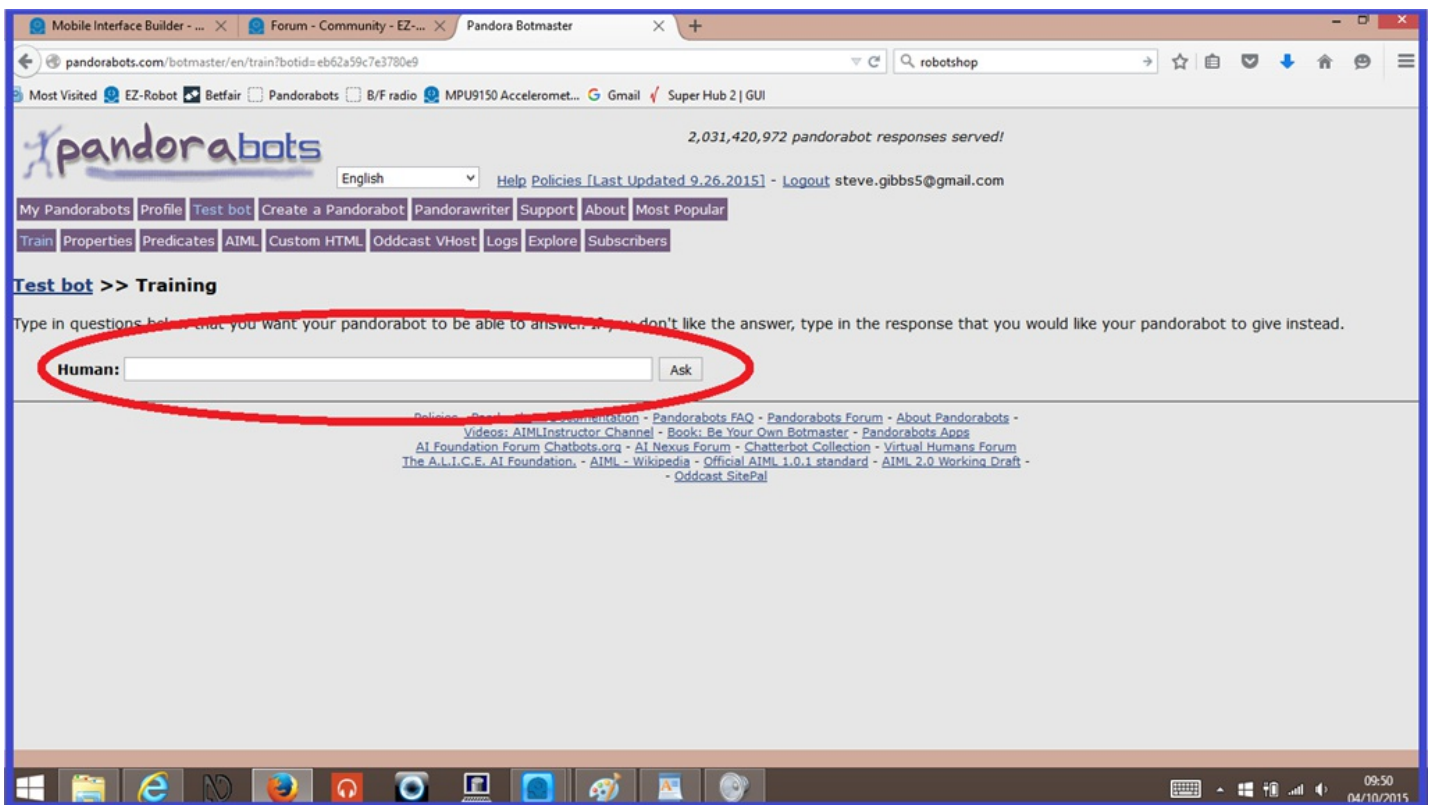 Mobile Interface Builder - ... Forum - Community - EZ-... Pandora Botmaster
pandorabots.com/botmaster/en/train?botid=eb62a59c7e3780e9 robotshop
Most Visited EZ-Robot Betfair Pandorabots B/F radio MPU9150 Acceleromet... Gmail Super Hub 2 | GUI
pandorabots
2,031,420,972 pandorabot responses served!
English Help Policies [Last Updated 9.26.2015] - Logout steve.gibbs5@gmail.com
My Pandorabots Profile Test bot Create a Pandorabot Pandorawriter Support About Most Popular
Train Properties Predicates AIML Custom HTML Oddcast VHost Logs Explore Subscribers
Test bot >> Training
Type in questions below that you want your pandorabot to be able to answer. If you don't like the answer, type in the response that you would like your pandorabot to give instead.
Human: Ask
Policies - Documentation - Pandorabots FAQ - Pandorabots Forum - About Pandorabots -
Videos: AIMLInstructor Channel - Book: Be Your Own Botmaster - Pandorabots Apps
AI Foundation Forum Chatbots.org - AI Nexus Forum - Chatterbot Collection - Virtual Humans Forum
The A.L.I.C.E. AI Foundation. - AIML - Wikipedia - Official AIML 1.0.1 standard - AIML 2.0 Working Draft -
- Oddcast SitePal
09:50
04/10/2015